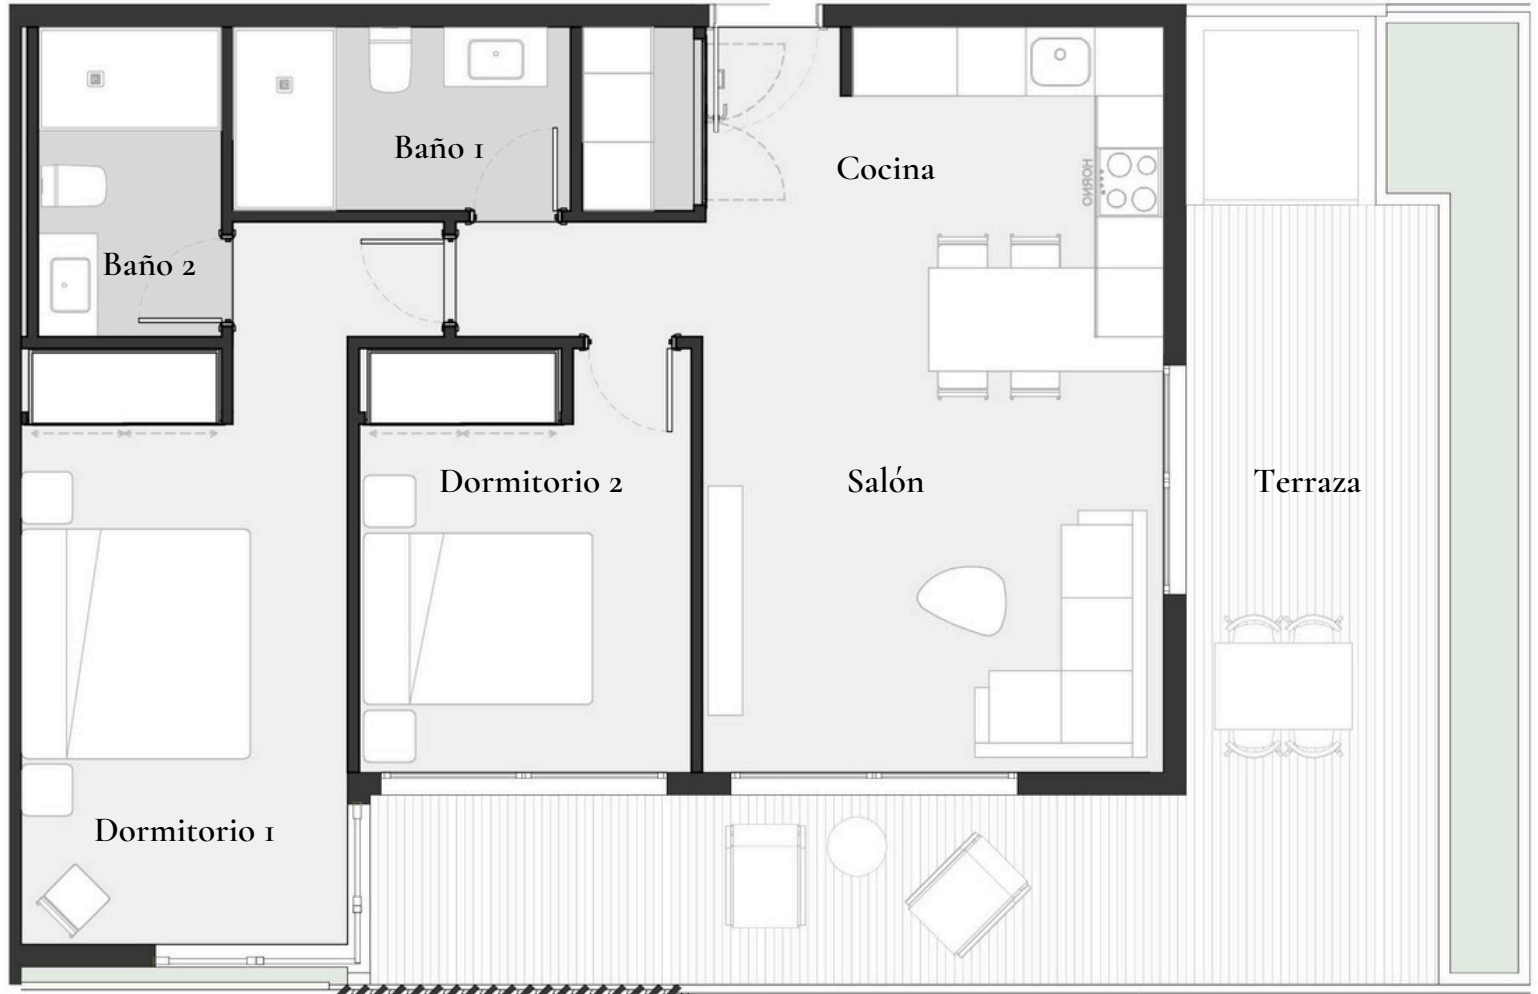 Baño 1
Cocina
HORNO
Baño 2
Dormitorio 2
Salón
Terraza
Dormitorio 1